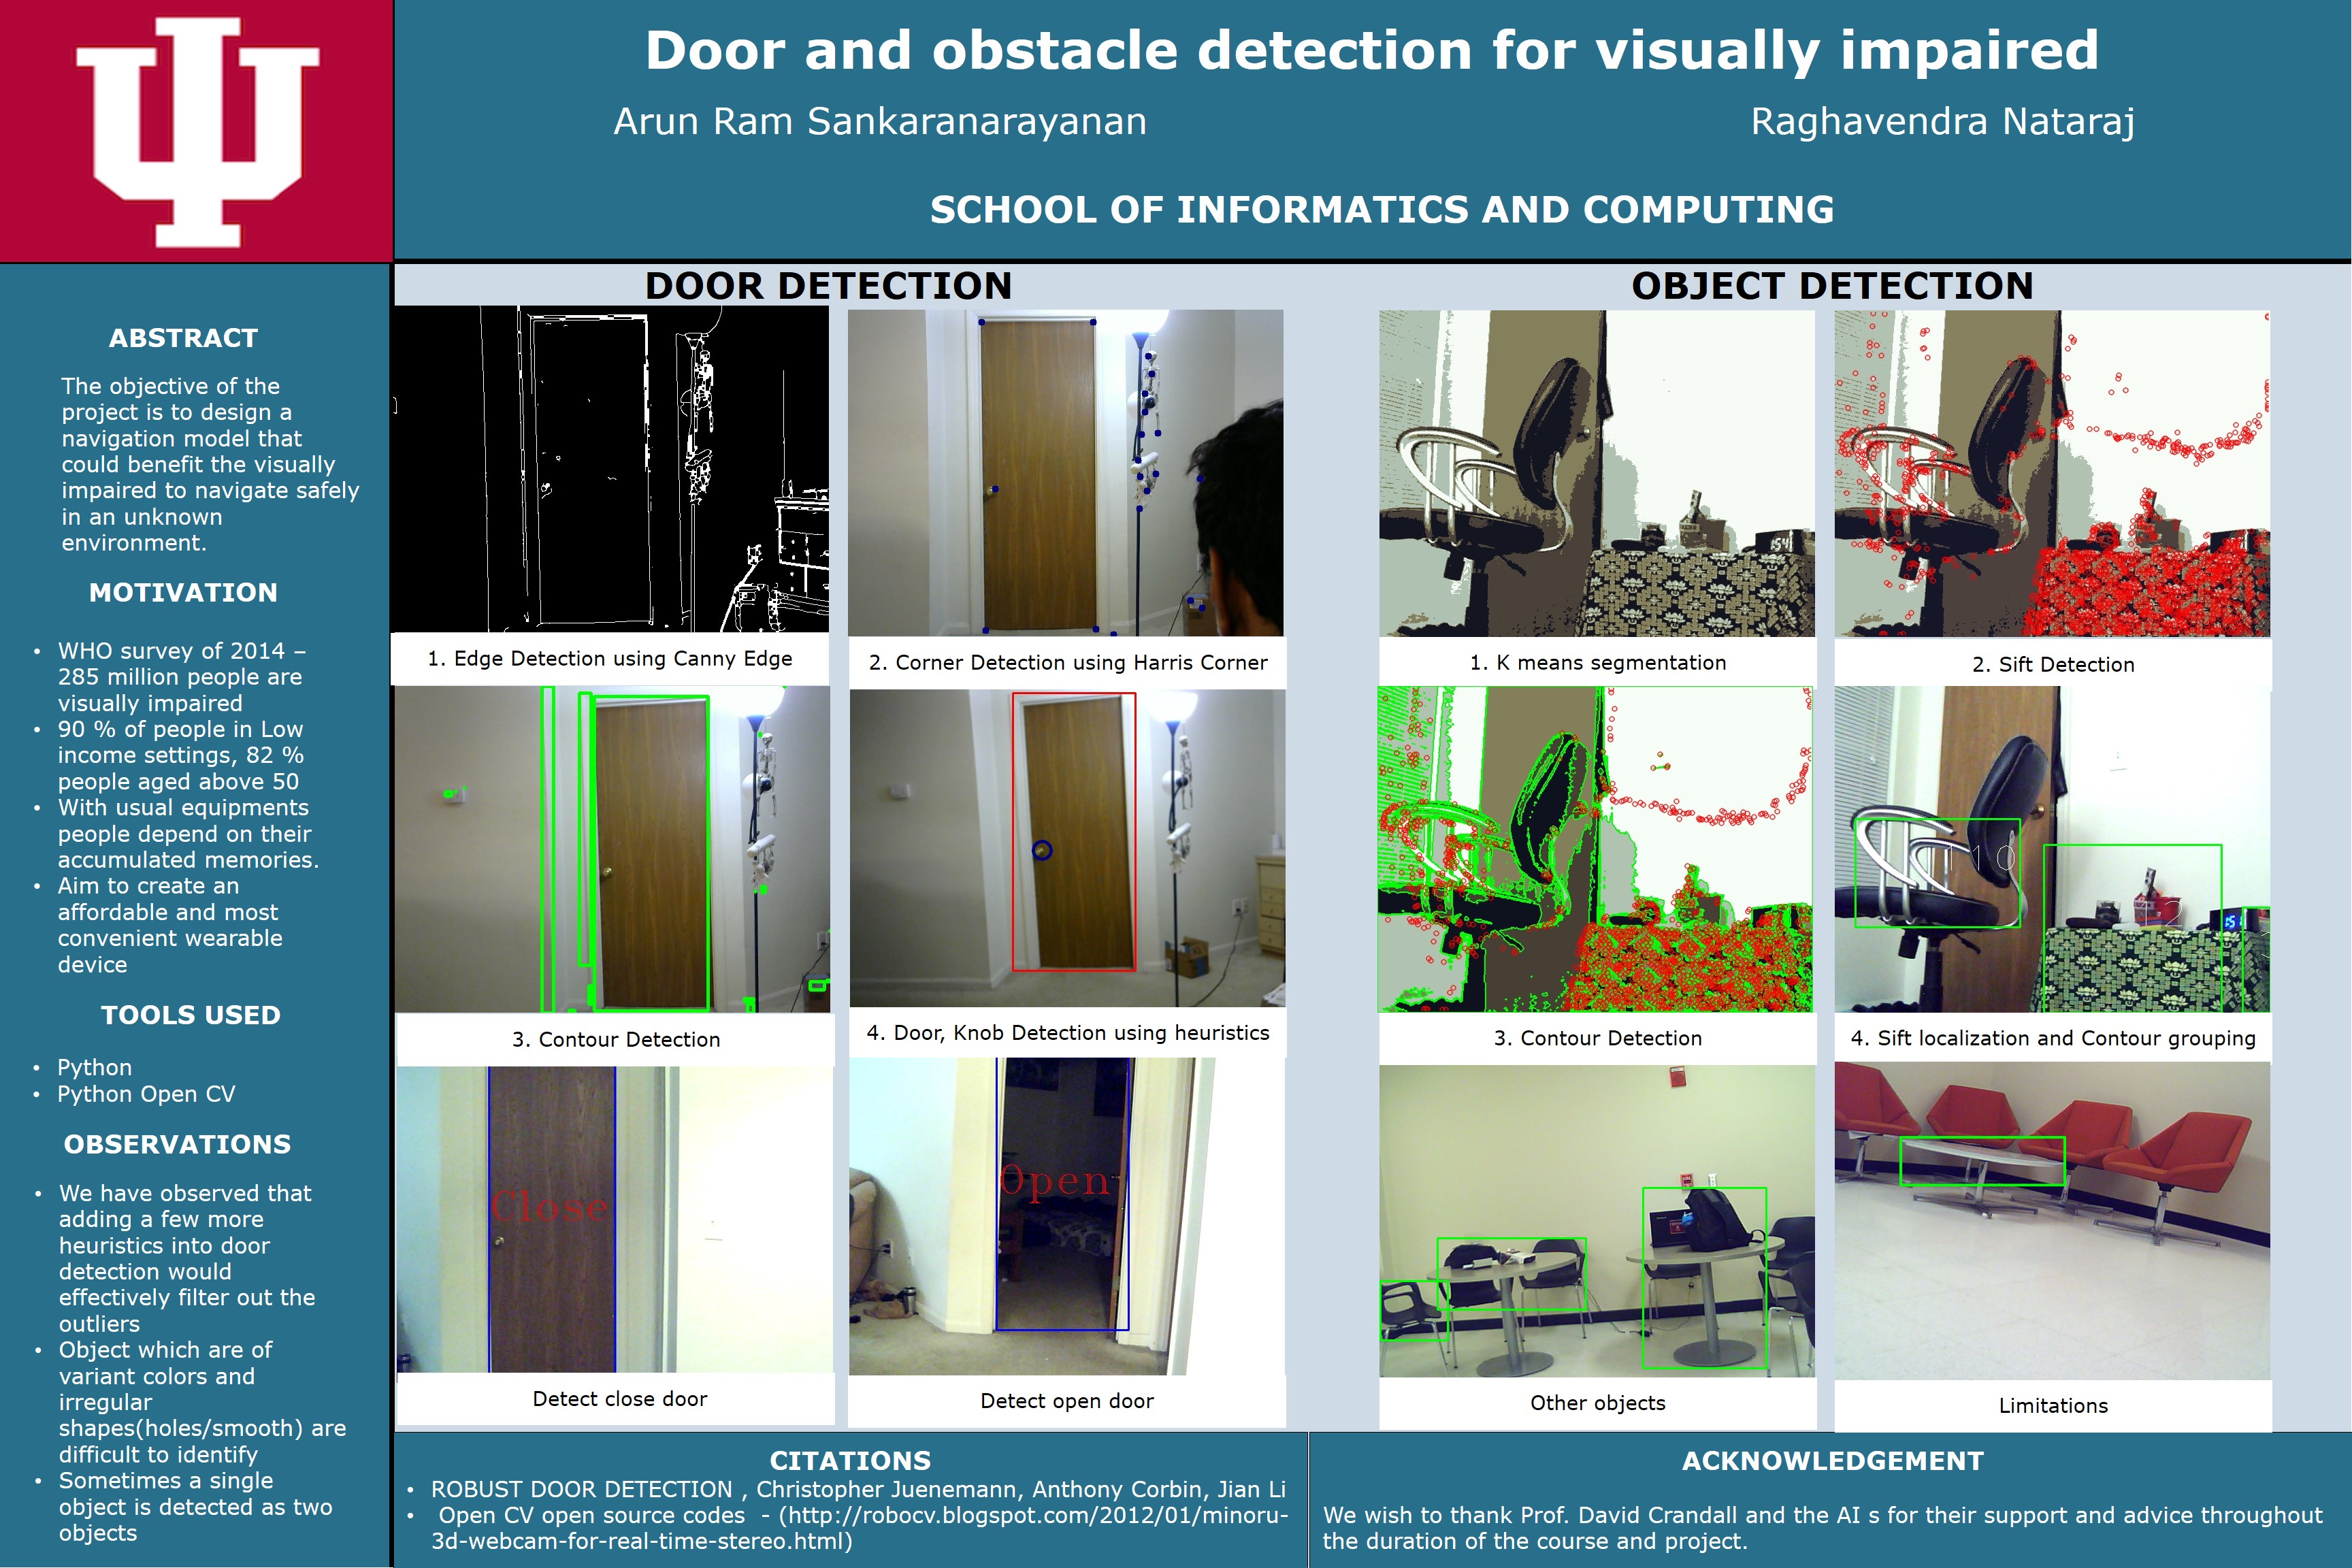 Door and obstacle detection for visually impaired
Arun Ram Sankaranarayanan
Raghavendra Nataraj
SCHOOL OF INFORMATICS AND COMPUTING
ABSTRACT
The objective of the
project is to design a
navigation model that
could benefit the visually
impaired to navigate safely
in an unknown
environment.
MOTIVATION
• WHO survey of 2014 –
285 million people are
visually impaired
• 90 % of people in Low
income settings, 82 %
people aged above 50
• With usual equipments
people depend on their
accumulated memories.
• Aim to create an
affordable and most
convenient wearable
device
TOOLS USED
• Python
• Python Open CV
OBSERVATIONS
• We have observed that
adding a few more
heuristics into door
detection would
effectively filter out the
outliers
• Object which are of
variant colors and
irregular
shapes(holes/smooth) are
difficult to identify
• Sometimes a single
object is detected as two
objects
DOOR DETECTION
1. Edge Detection using Canny Edge
2. Corner Detection using Harris Corner
3. Contour Detection
4. Door, Knob Detection using heuristics
Close
Open
Detect close door
Detect open door
OBJECT DETECTION
1. K means segmentation
2. Sift Detection
3. Contour Detection
4. Sift localization and Contour grouping
Other objects
Limitations
CITATIONS
• ROBUST DOOR DETECTION , Christopher Juenemann, Anthony Corbin, Jian Li
• Open CV open source codes - (http://robocv.blogspot.com/2012/01/minoru-
3d-webcam-for-real-time-stereo.html)
ACKNOWLEDGEMENT
We wish to thank Prof. David Crandall and the AI s for their support and advice throughout
the duration of the course and project.